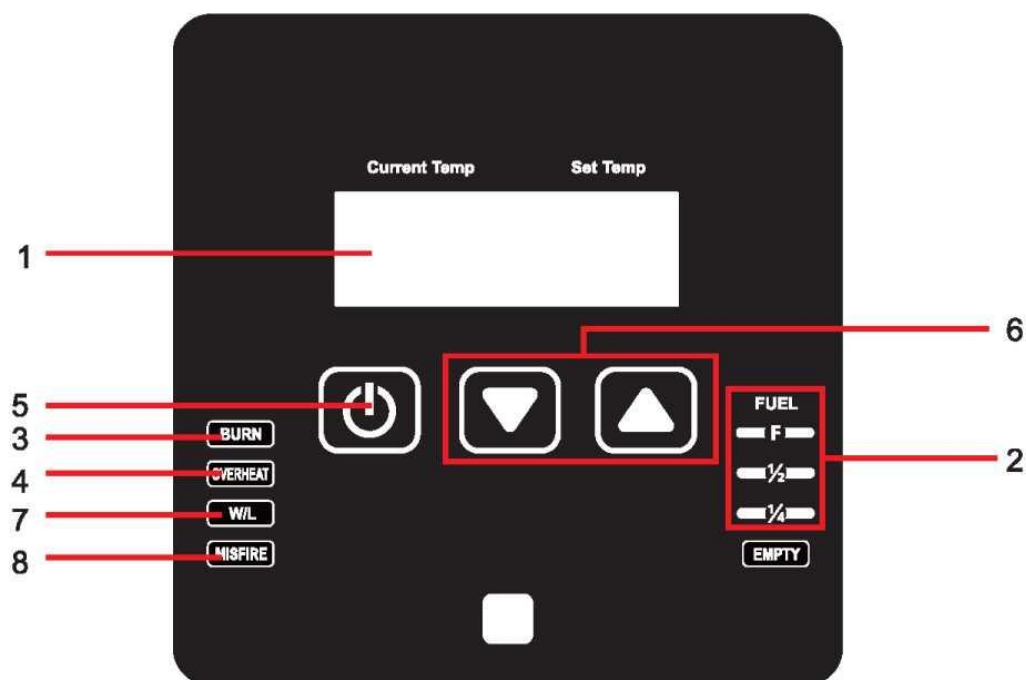 Current Temp Set Temp
1
6
5
3 BURN
4 OVERHEAT
7 W/L
8 MISFIRE
FUEL
F
½
¼
2
EMPTY